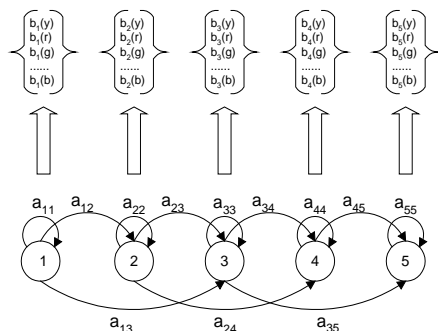 b₁(y) b₂(y) b₃(y) b₄(y) b₅(y)
b₁(r) b₂(r) b₃(r) b₄(r) b₅(r)
b₁(g) b₂(g) b₃(g) b₄(g) b₅(g)
...... ...... ...... ...... ......
b₁(b) b₂(b) b₃(b) b₄(b) b₅(b)
a₁₁ a₁₂ a₂₂ a₂₃ a₃₃ a₃₄ a₄₄ a₄₅ a₅₅
1 2 3 4 5
a₁₃ a₂₄ a₃₅